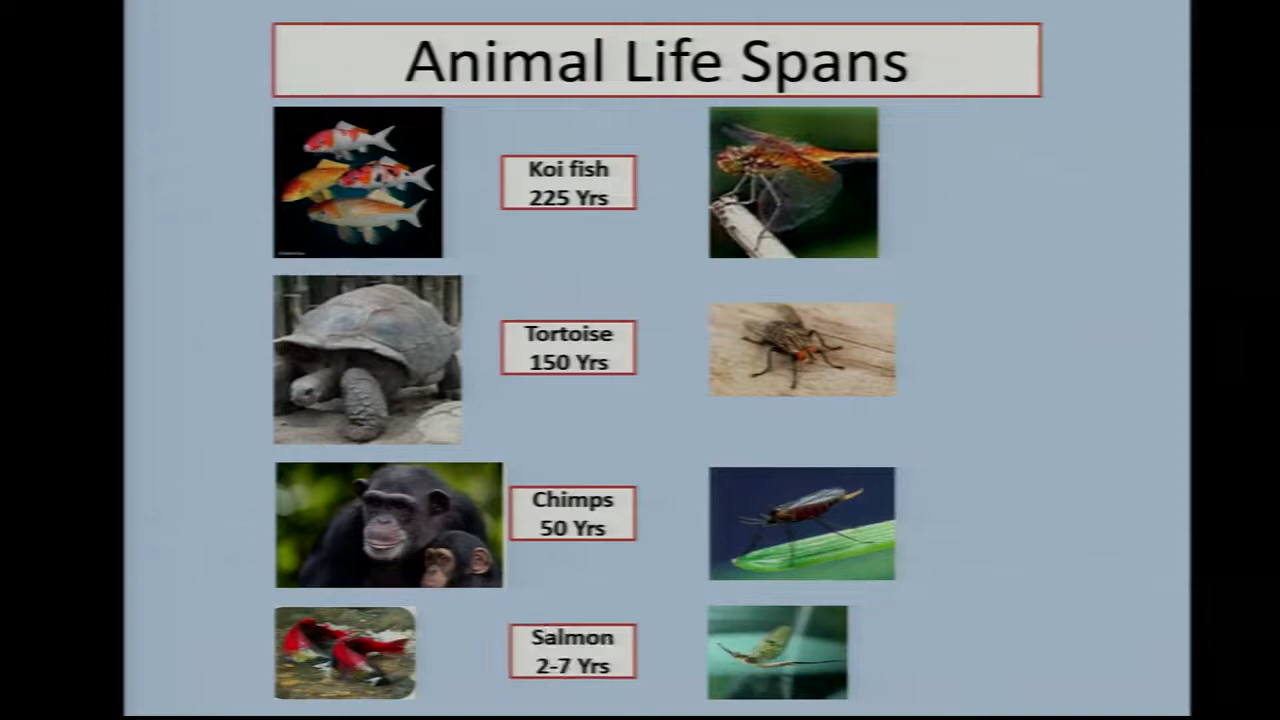 Animal Life Spans
Koi fish
225 Yrs
Tortoise
150 Yrs
Chimps
50 Yrs
Salmon
2-7 Yrs